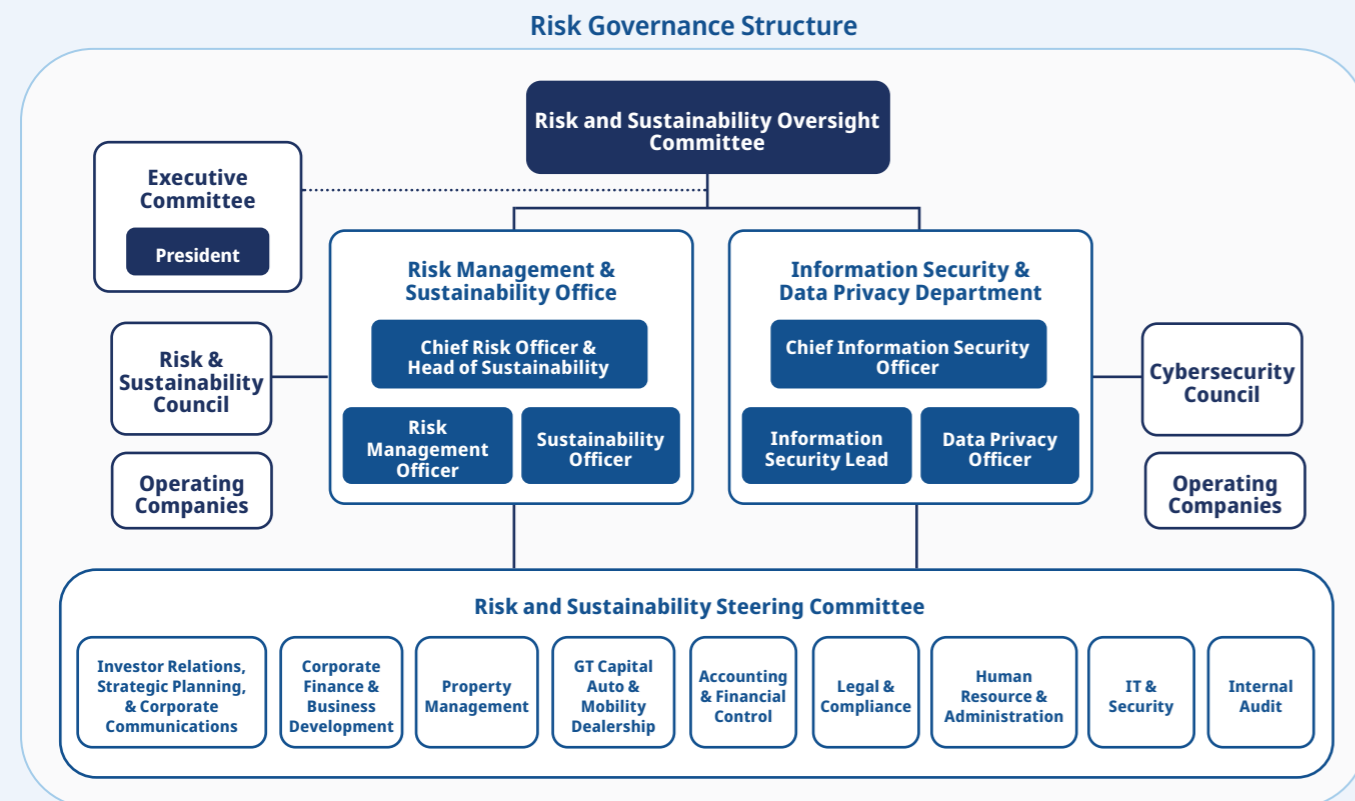 Risk Governance Structure
Risk and Sustainability Oversight
Committee
Executive
Committee
President
Risk Management &
Sustainability Office
Chief Risk Officer &
Head of Sustainability
Risk
Management
Officer
Sustainability
Officer
Information Security &
Data Privacy Department
Chief Information Security
Officer
Information
Security Lead
Data Privacy
Officer
Risk &
Sustainability
Council
Operating
Companies
Cybersecurity
Council
Operating
Companies
Risk and Sustainability Steering Committee
Investor Relations,
Strategic Planning,
& Corporate
Communications
Corporate
Finance &
Business
Development
Property
Management
GT Capital
Auto &
Mobility
Dealership
Accounting
& Financial
Control
Legal &
Compliance
Human
Resource &
Administration
IT &
Security
Internal
Audit